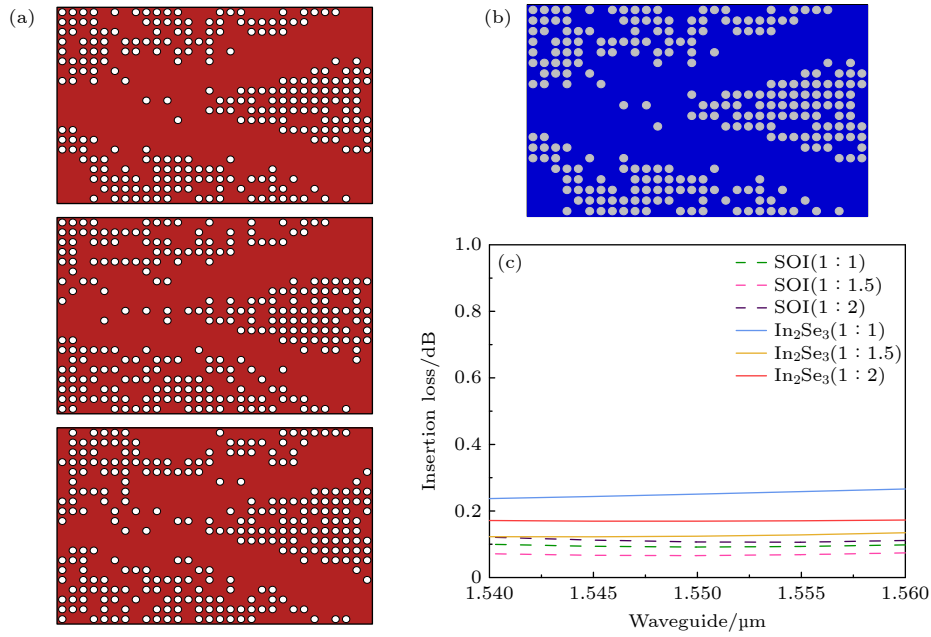 (a)
(b)
(c)
SOI(1∶1)
SOI(1∶1.5)
SOI(1∶2)
In₂Se₃(1∶1)
In₂Se₃(1∶1.5)
In₂Se₃(1∶2)
Insertion loss/dB
1.0
0.8
0.6
0.4
0.2
0
1.540 1.545 1.550 1.555 1.560
Waveguide/μm